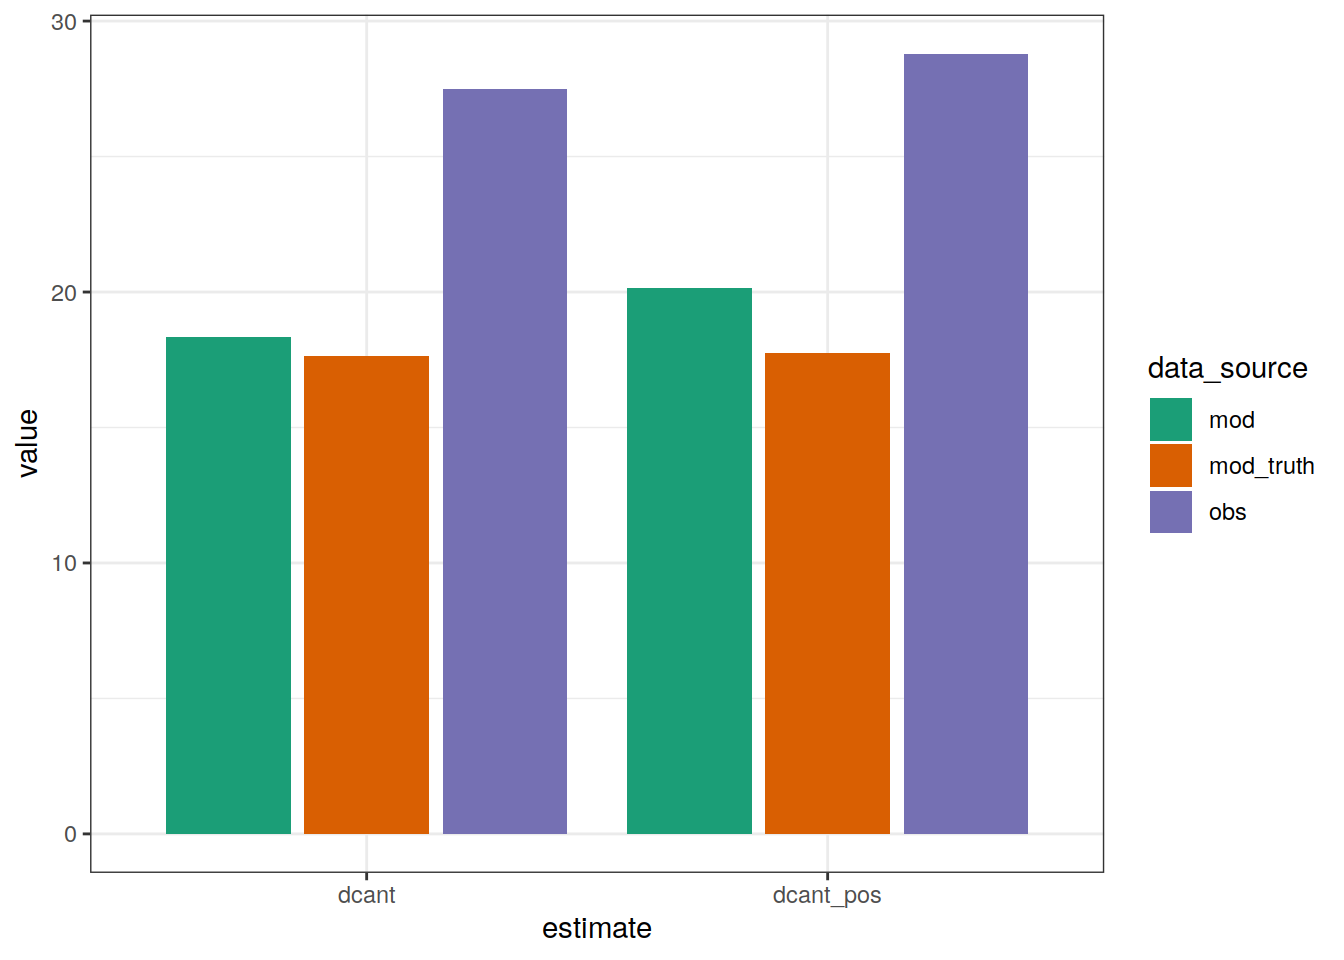 30
20
10
0
value
dcant
dcant_pos
estimate
data_source
mod
mod_truth
obs